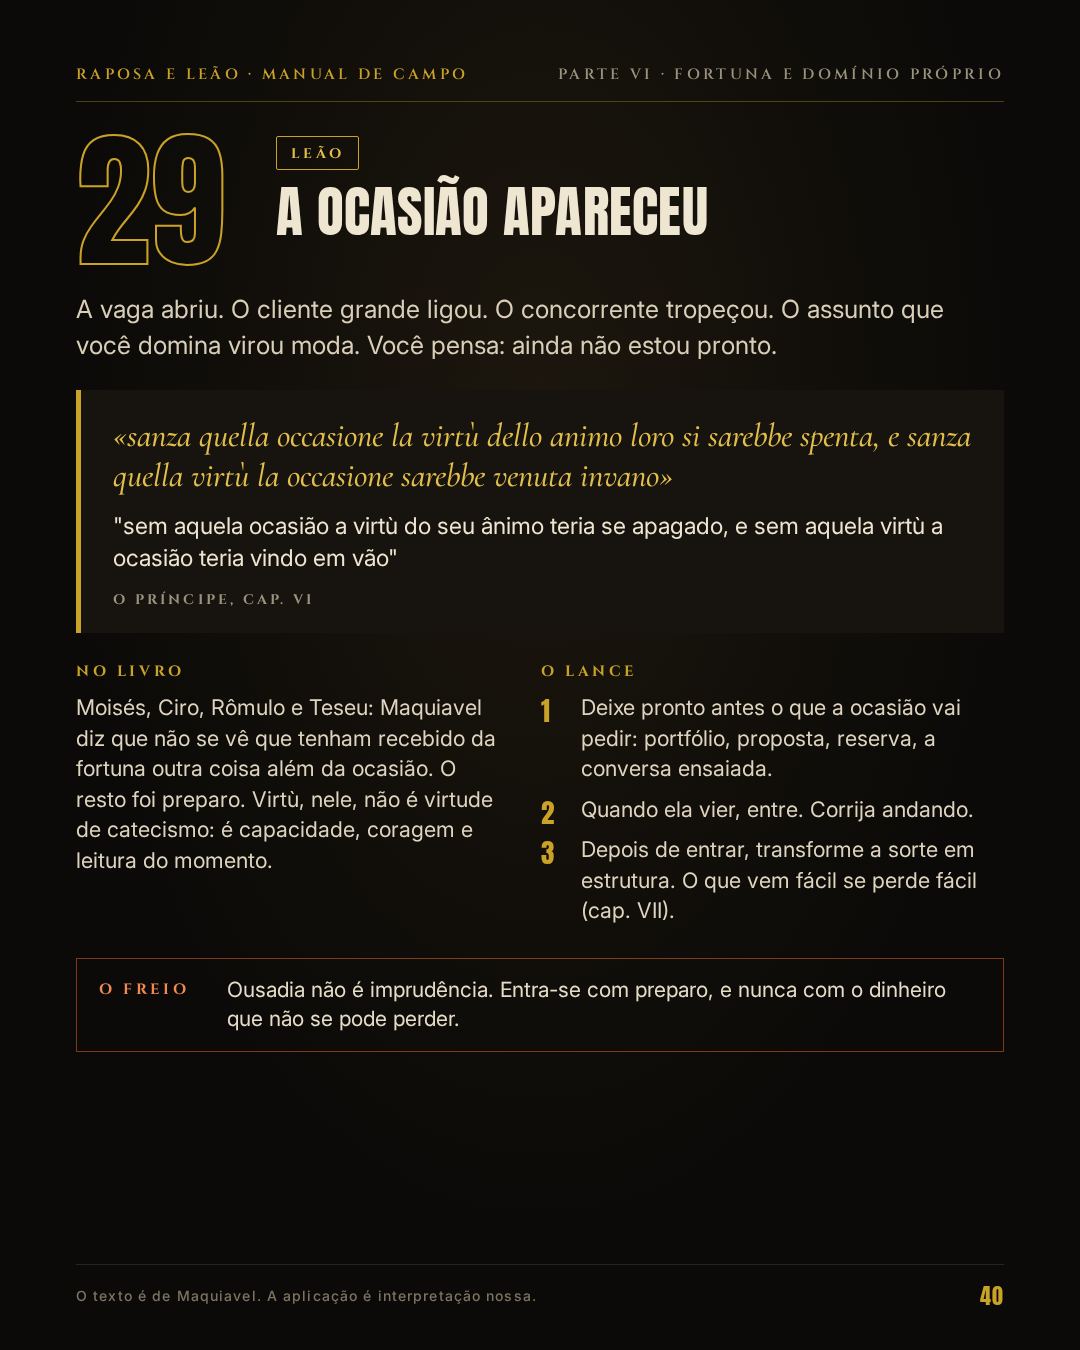 RAPOSA E LEÃO · MANUAL DE CAMPO
PARTE VI · FORTUNA E DOMÍNIO PRÓPRIO
29
LEÃO
A OCASIÃO APARECEU
A vaga abriu. O cliente grande ligou. O concorrente tropeçou. O assunto que
você domina virou moda. Você pensa: ainda não estou pronto.
«sanza quella occasione la virtù dello animo loro si sarebbe spenta, e sanza
quella virtù la occasione sarebbe venuta invano»
"sem aquela ocasião a virtù do seu ânimo teria se apagado, e sem aquela virtù a
ocasião teria vindo em vão"
O PRÍNCIPE, CAP. VI
NO LIVRO
Moisés, Ciro, Rômulo e Teseu: Maquiavel
diz que não se vê que tenham recebido da
fortuna outra coisa além da ocasião. O
resto foi preparo. Virtù, nele, não é virtude
de catecismo: é capacidade, coragem e
leitura do momento.
O LANCE
1 Deixe pronto antes o que a ocasião vai
pedir: portfólio, proposta, reserva, a
conversa ensaiada.
2 Quando ela vier, entre. Corrija andando.
3 Depois de entrar, transforme a sorte em
estrutura. O que vem fácil se perde fácil
(cap. VII).
O FREIO
Ousadia não é imprudência. Entra-se com preparo, e nunca com o dinheiro
que não se pode perder.
O texto é de Maquiavel. A aplicação é interpretação nossa.
40